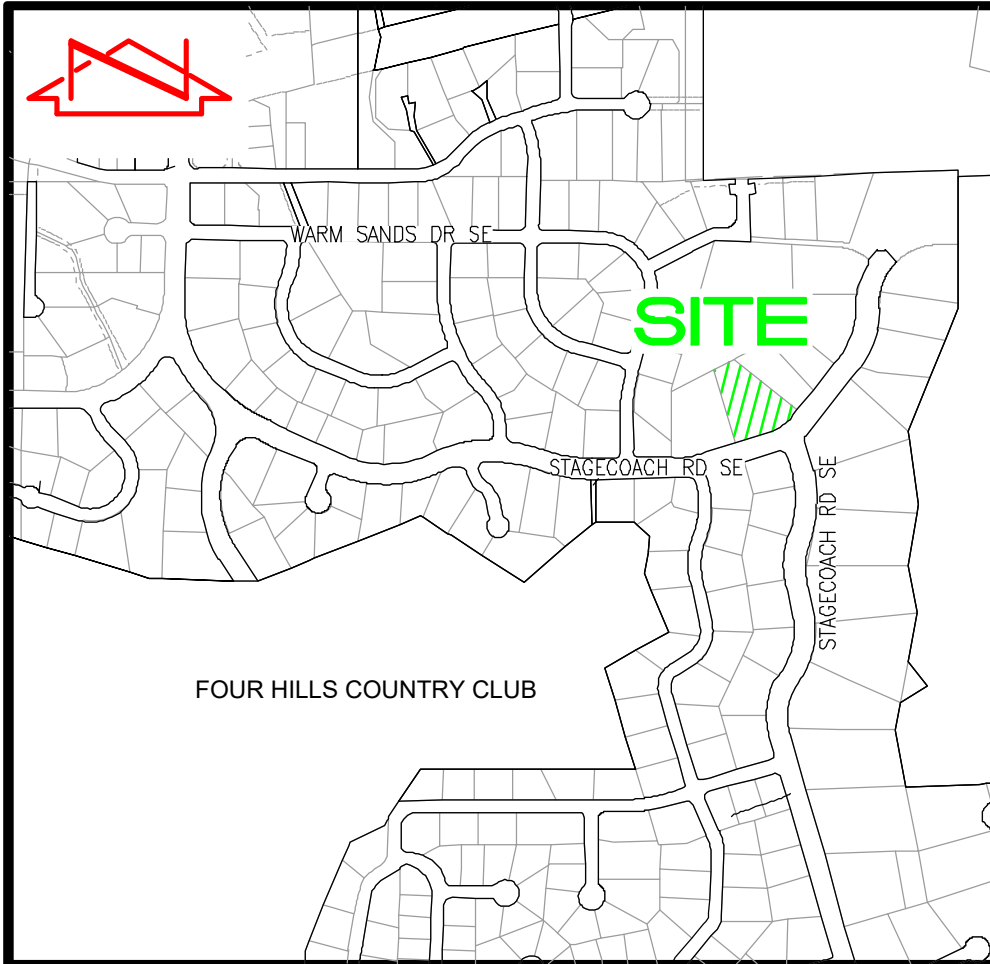 WARM SANDS DR SE
SITE
STAGECOACH RD SE
STAGECOACH RD SE
FOUR HILLS COUNTRY CLUB